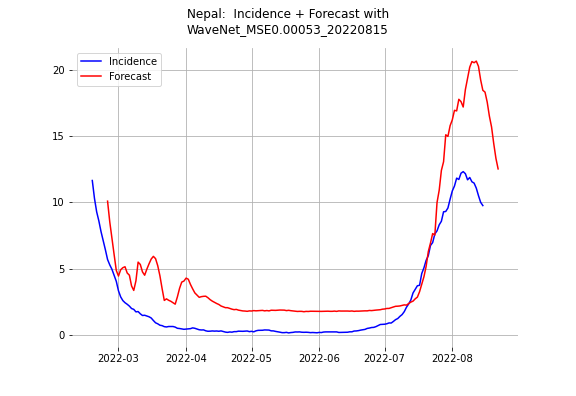 Nepal:  Incidence + Forecast with
WaveNet_MSE0.00053_20220815
Incidence
Forecast
20
15
10
5
0
2022-03 2022-04 2022-05 2022-06 2022-07 2022-08